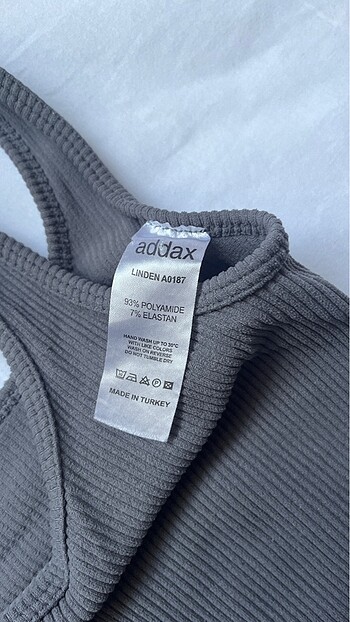 addax
LINDEN A0187
93% POLYAMIDE
7% ELASTAN
HAND WASH UP TO 30°C
WITH LIKE COLORS
WASH ON REVERSE
DO NOT TUMBLE DRY
MADE IN TURKEY